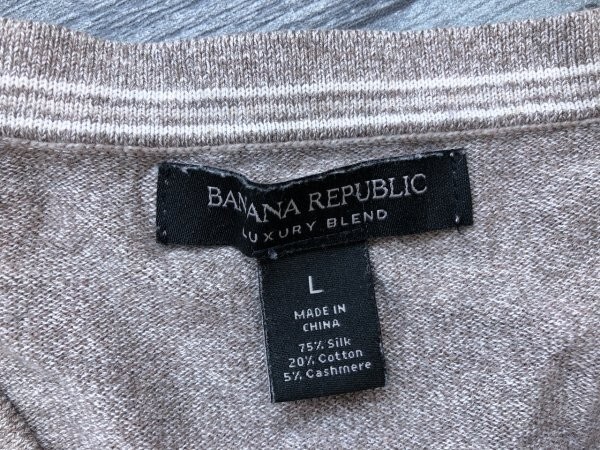 BANANA REPUBLIC
LUXURY BLEND
L
MADE IN
CHINA
75% Silk
20% Cotton
5% Cashmere